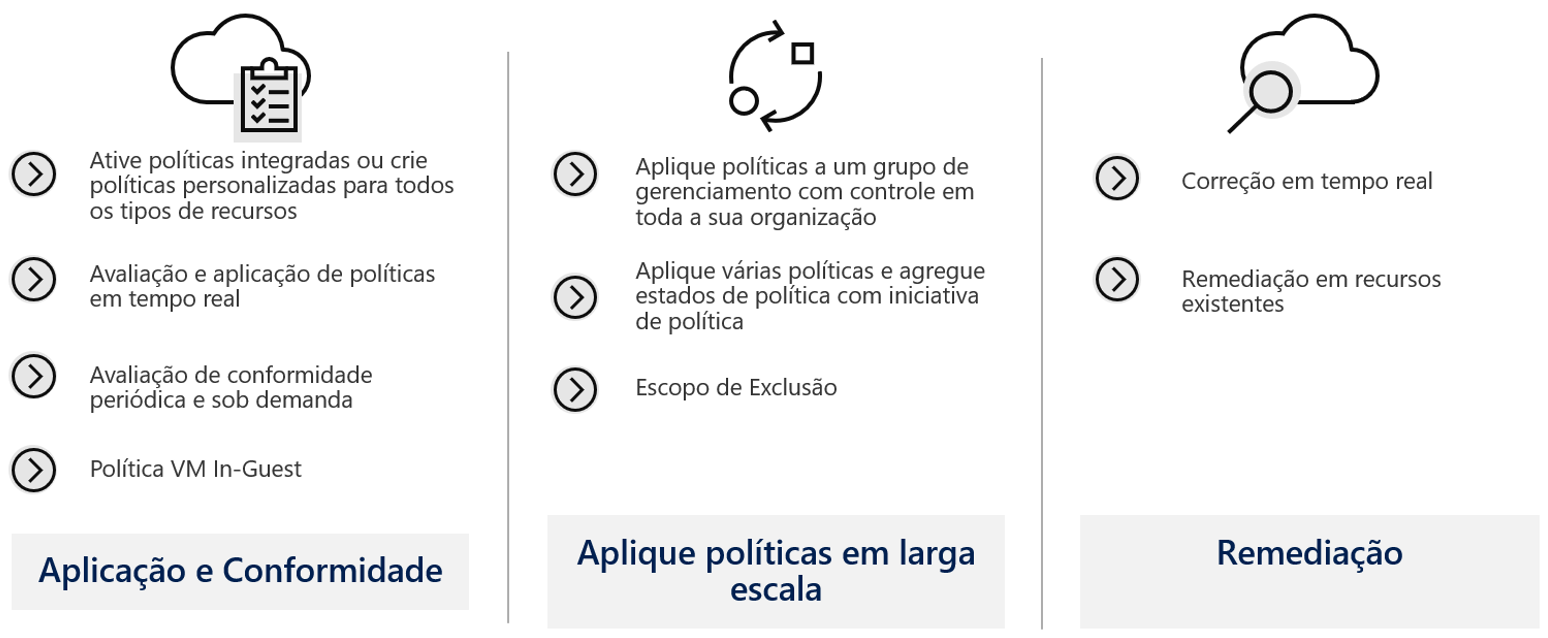 Ative políticas integradas ou crie
políticas personalizadas para todos
os tipos de recursos
Avaliação e aplicação de políticas
em tempo real
Avaliação de conformidade
periódica e sob demanda
Política VM In-Guest
Aplicação e Conformidade
Aplique políticas a um grupo de
gerenciamento com controle em
toda a sua organização
Aplique várias políticas e agregue
estados de política com iniciativa
de política
Escopo de Exclusão
Aplique políticas em larga
escala
Correção em tempo real
Remediação em recursos
existentes
Remediação